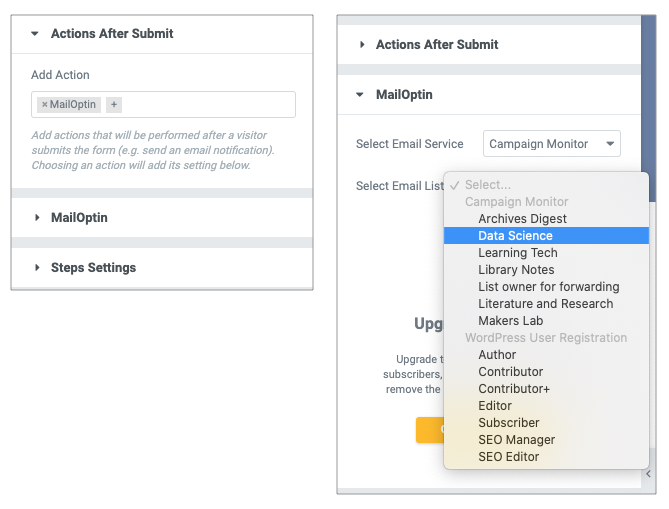 Actions After Submit
Add Action
× MailOptin +
Add actions that will be performed after a visitor
submits the form (e.g. send an email notification).
Choosing an action will add its setting below.
MailOptin
Steps Settings
Actions After Submit
MailOptin
Select Email Service
Campaign Monitor
Select Email List
✓ Select...
Campaign Monitor
Archives Digest
Data Science
Learning Tech
Library Notes
List owner for forwarding
Literature and Research
Makers Lab
WordPress User Registration
Author
Contributor
Contributor+
Editor
Subscriber
SEO Manager
SEO Editor
Upg
Upgrade t
subscribers,
remove the